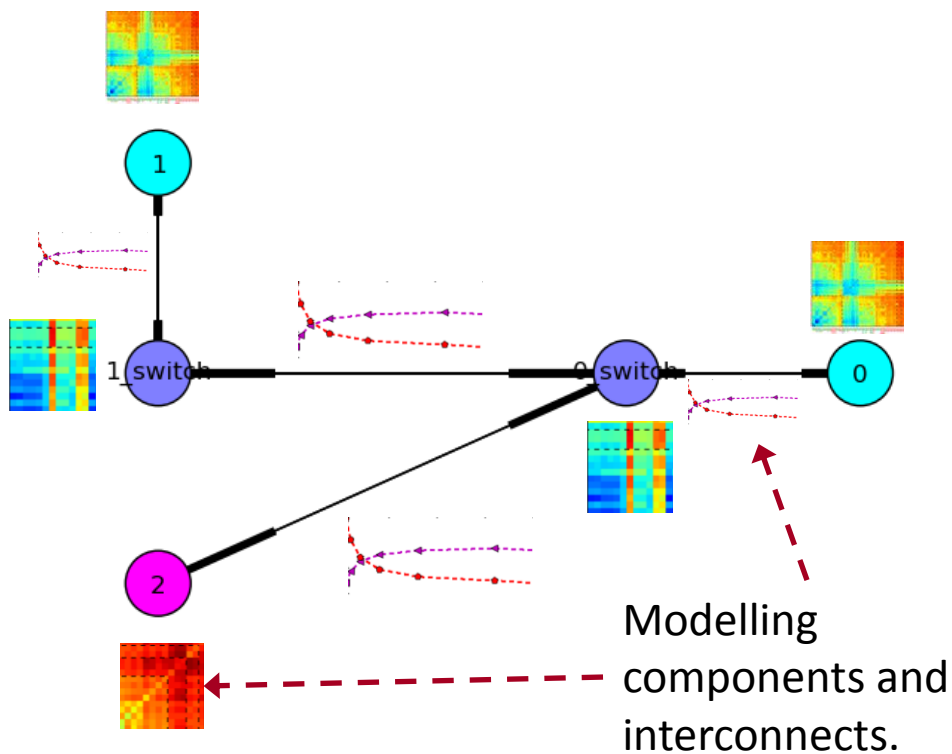 1
1_switch
0_switch
0
2
Modelling
components and
interconnects.